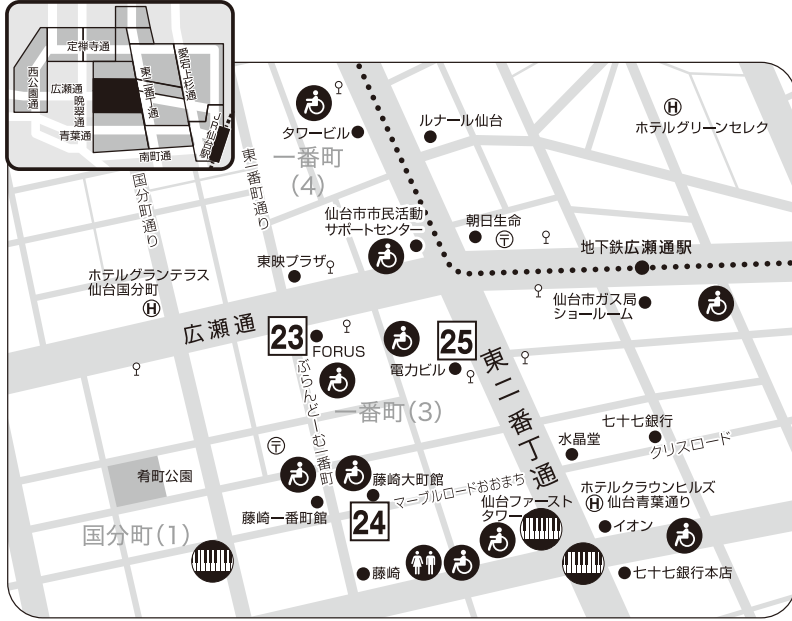 定禅寺通
西公園通
広瀬通
晩翠通
青葉通
東二番丁通
愛宕上杉通
JR仙台駅
南町通
タワービル
一番町
(4)
ルナール仙台
Ⓗ
ホテルグリーンセレク
国分町通り
東一番町通り
仙台市市民活動
サポートセンター
朝日生命
〒
地下鉄広瀬通駅
東映プラザ
ホテルグランテラス
仙台国分町
Ⓗ
仙台市ガス局
ショールーム
広瀬通
23
FORUS
25
電力ビル
東二番丁通
ぶらんどーむ一番町
一番町(3)
七十七銀行
水晶堂
クリスロード
〒
肴町公園
藤崎大町館
マーブルロードおおまち
藤崎一番町館
24
仙台ファースト
タワー
ホテルクラウンヒルズ
Ⓗ 仙台青葉通り
イオン
国分町(1)
藤崎
七十七銀行本店